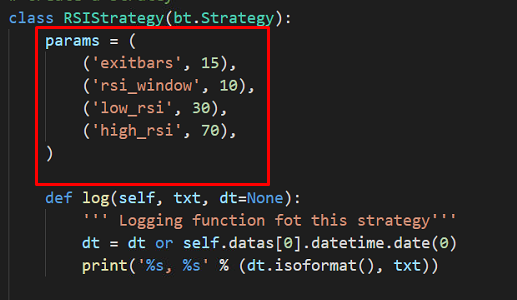 class RSIStrategy(bt.Strategy):
    params = (
        ('exitbars', 15),
        ('rsi_window', 10),
        ('low_rsi', 30),
        ('high_rsi', 70),
    )
    def log(self, txt, dt=None):
        ''' Logging function fot this strategy'''
        dt = dt or self.datas[0].datetime.date(0)
        print('%s, %s' % (dt.isoformat(), txt))